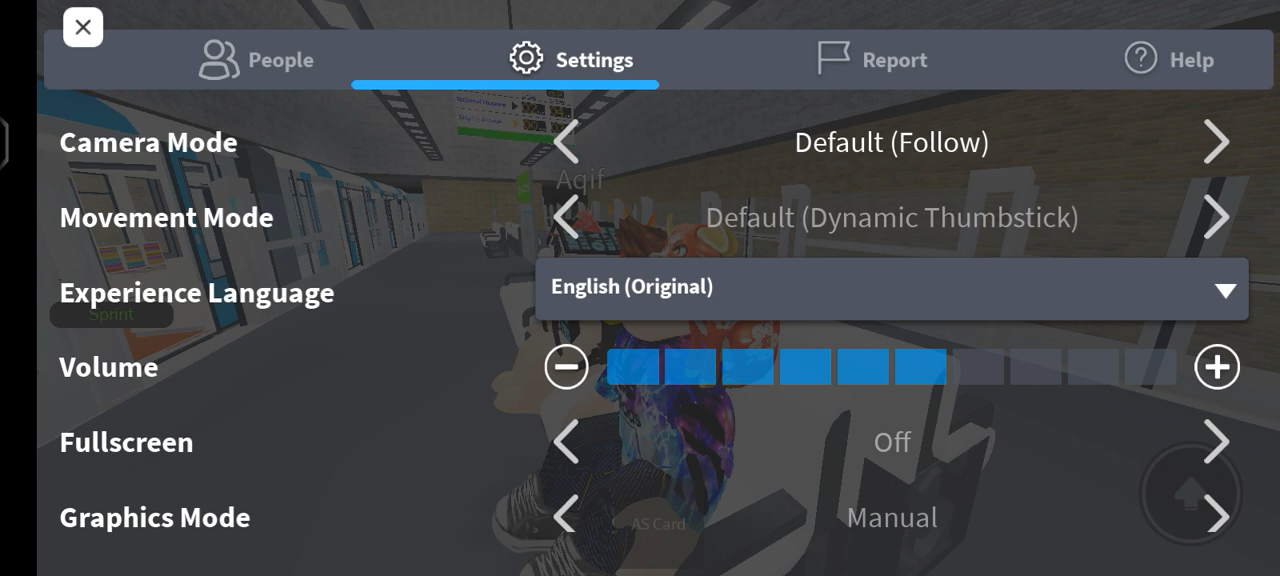 People
Settings
Report
Help
Camera Mode
Default (Follow)
Aqif
Movement Mode
Default (Dynamic Thumbstick)
Experience Language
English (Original)
Sprint
Volume
Fullscreen
Off
Graphics Mode
Manual
AS Card